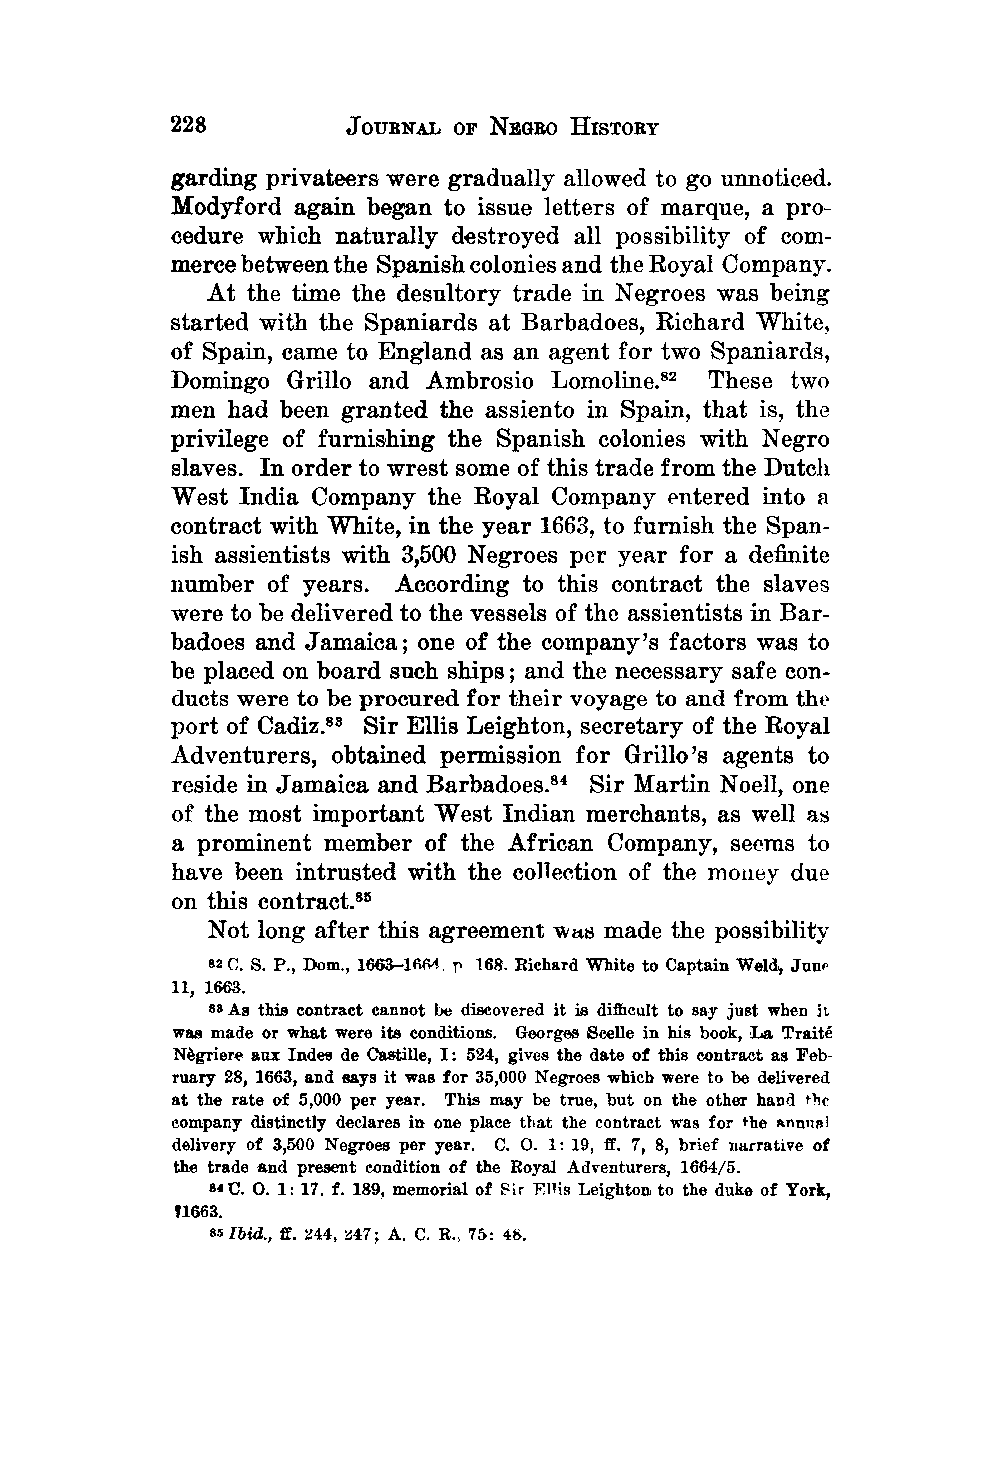 228 JOURNAL OF NEGRO HISTORY
garding privateers were gradually allowed to go unnoticed.
Modyford again began to issue letters of marque, a pro-
cedure which naturally destroyed all possibility of com-
merce between the Spanish colonies and the Royal Company.
At the time the desultory trade in Negroes was being
started with the Spaniards at Barbadoes, Richard White,
of Spain, came to England as an agent for two Spaniards,
Domingo Grillo and Ambrosio Lomoline.⁸² These two
men had been granted the assiento in Spain, that is, the
privilege of furnishing the Spanish colonies with Negro
slaves. In order to wrest some of this trade from the Dutch
West India Company the Royal Company entered into a
contract with White, in the year 1663, to furnish the Span-
ish assientists with 3,500 Negroes per year for a definite
number of years. According to this contract the slaves
were to be delivered to the vessels of the assientists in Bar-
badoes and Jamaica; one of the company's factors was to
be placed on board such ships; and the necessary safe con-
ducts were to be procured for their voyage to and from the
port of Cadiz.⁸³ Sir Ellis Leighton, secretary of the Royal
Adventurers, obtained permission for Grillo's agents to
reside in Jamaica and Barbadoes.⁸⁴ Sir Martin Noell, one
of the most important West Indian merchants, as well as
a prominent member of the African Company, seems to
have been intrusted with the collection of the money due
on this contract.⁸⁵
Not long after this agreement was made the possibility
⁸² C. S. P., Dom., 1663–1664, p 168. Richard White to Captain Weld, June
11, 1663.
⁸³ As this contract cannot be discovered it is difficult to say just when it
was made or what were its conditions. Georges Scelle in his book, La Traité
Nègriere aux Indes de Castille, I: 524, gives the date of this contract as Feb-
ruary 28, 1663, and says it was for 35,000 Negroes which were to be delivered
at the rate of 5,000 per year. This may be true, but on the other hand the
company distinctly declares in one place that the contract was for the annual
delivery of 3,500 Negroes per year. C. O. 1: 19, ff. 7, 8, brief narrative of
the trade and present condition of the Royal Adventurers, 1664/5.
⁸⁴ C. O. 1: 17, f. 189, memorial of Sir Ellis Leighton to the duke of York,
?1663.
⁸⁵ Ibid., ff. 244, 247; A. C. R., 75: 48.